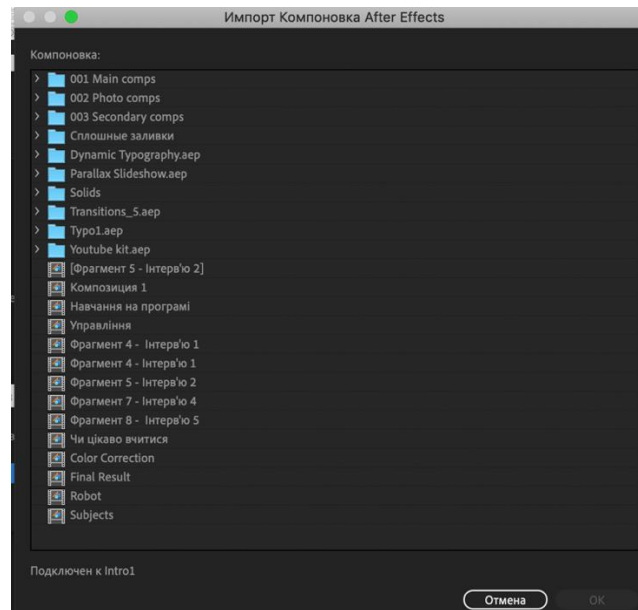 Импорт Компоновка After Effects
Компоновка:
001 Main comps
002 Photo comps
003 Secondary comps
Сплошные заливки
Dynamic Typography.aep
Parallax Slideshow.aep
Solids
Transitions_5.aep
Typo1.aep
Youtube kit.aep
[Фрагмент 5 - Інтерв'ю 2]
Композиция 1
Навчання на програмі
Управління
Фрагмент 4 -  Інтерв'ю 1
Фрагмент 4 - Інтерв'ю 1
Фрагмент 5 - Інтерв'ю 2
Фрагмент 7 - Інтерв'ю 4
Фрагмент 8 - Інтерв'ю 5
Чи цікаво вчитися
Color Correction
Final Result
Robot
Subjects
Подключен к Intro1
Отмена
OK